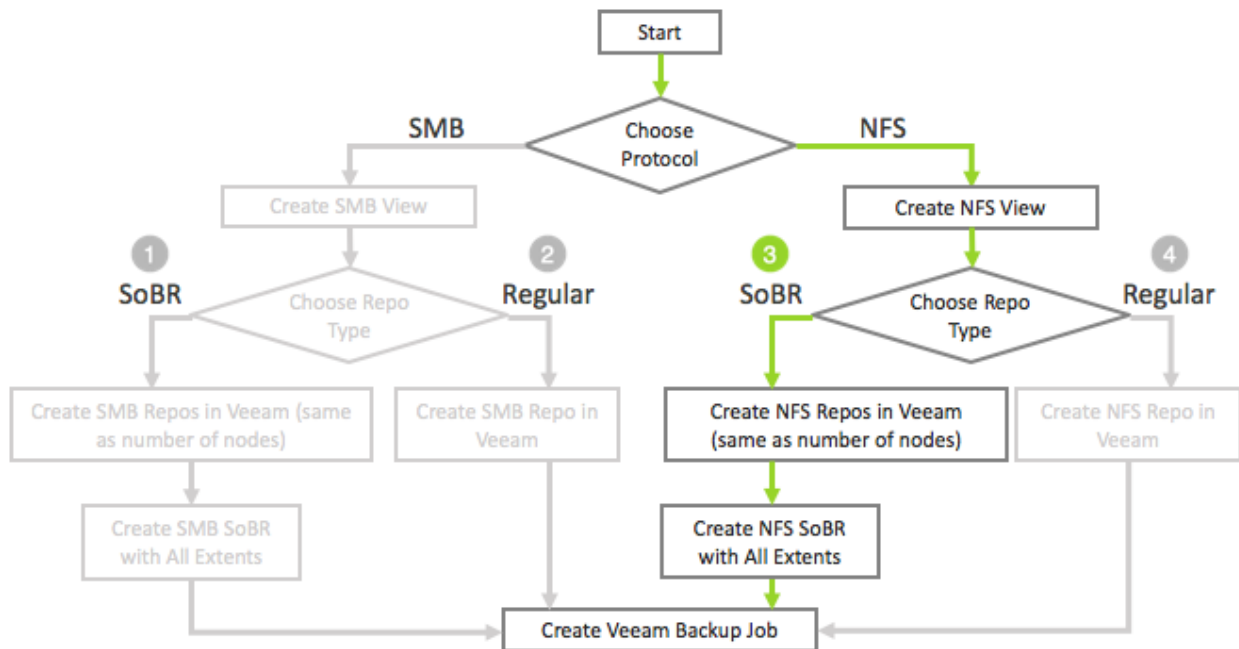 Start
SMB
Choose
Protocol
NFS
Create SMB View
Create NFS View
1
SoBR
Choose Repo
Type
2
Regular
3
SoBR
Choose Repo
Type
4
Regular
Create SMB Repos in Veeam (same
as number of nodes)
Create SMB Repo in
Veeam
Create NFS Repos in Veeam
(same as number of nodes)
Create NFS Repo in
Veeam
Create SMB SoBR
with All Extents
Create NFS SoBR
with All Extents
Create Veeam Backup Job